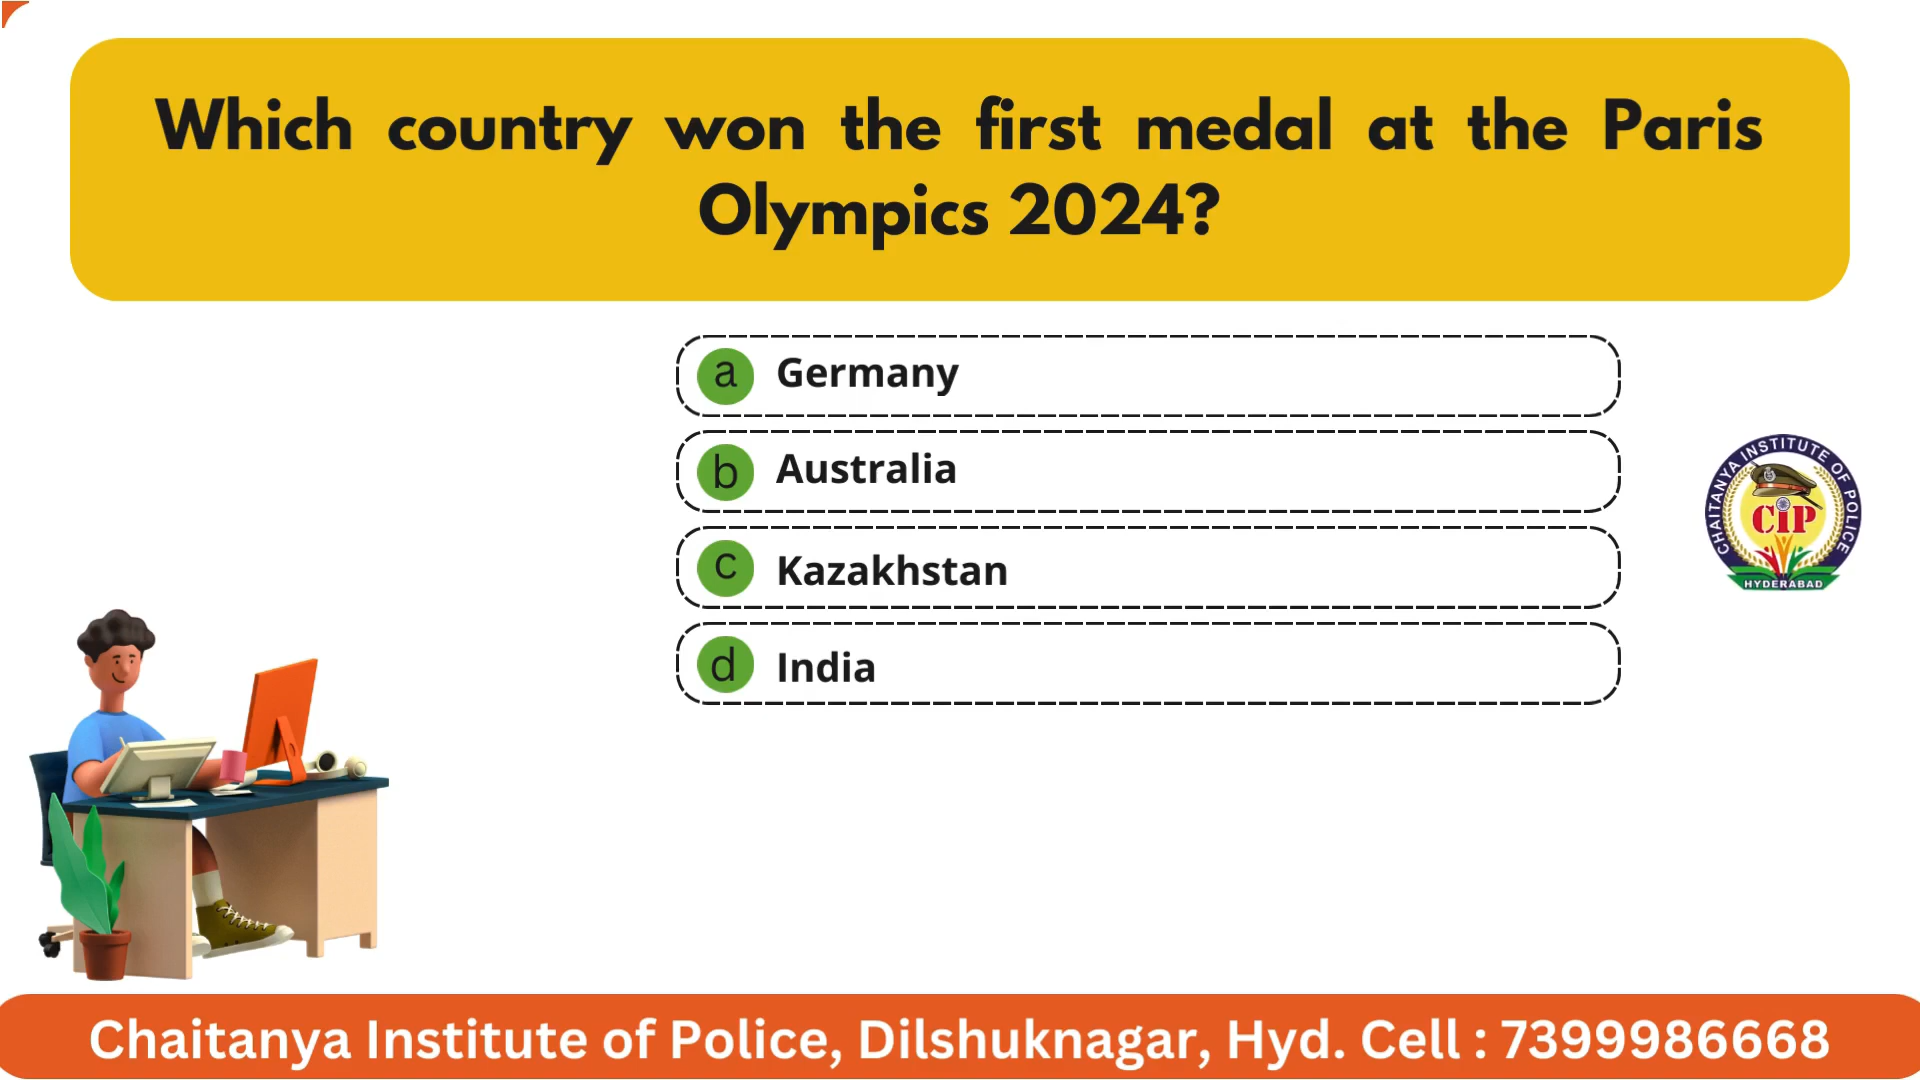 Which country won the first medal at the Paris
Olympics 2024?
a Germany
b Australia
c Kazakhstan
d India
CHAITANYA INSTITUTE OF POLICE
CIP
HYDERABAD
Chaitanya Institute of Police, Dilshuknagar, Hyd. Cell : 7399986668